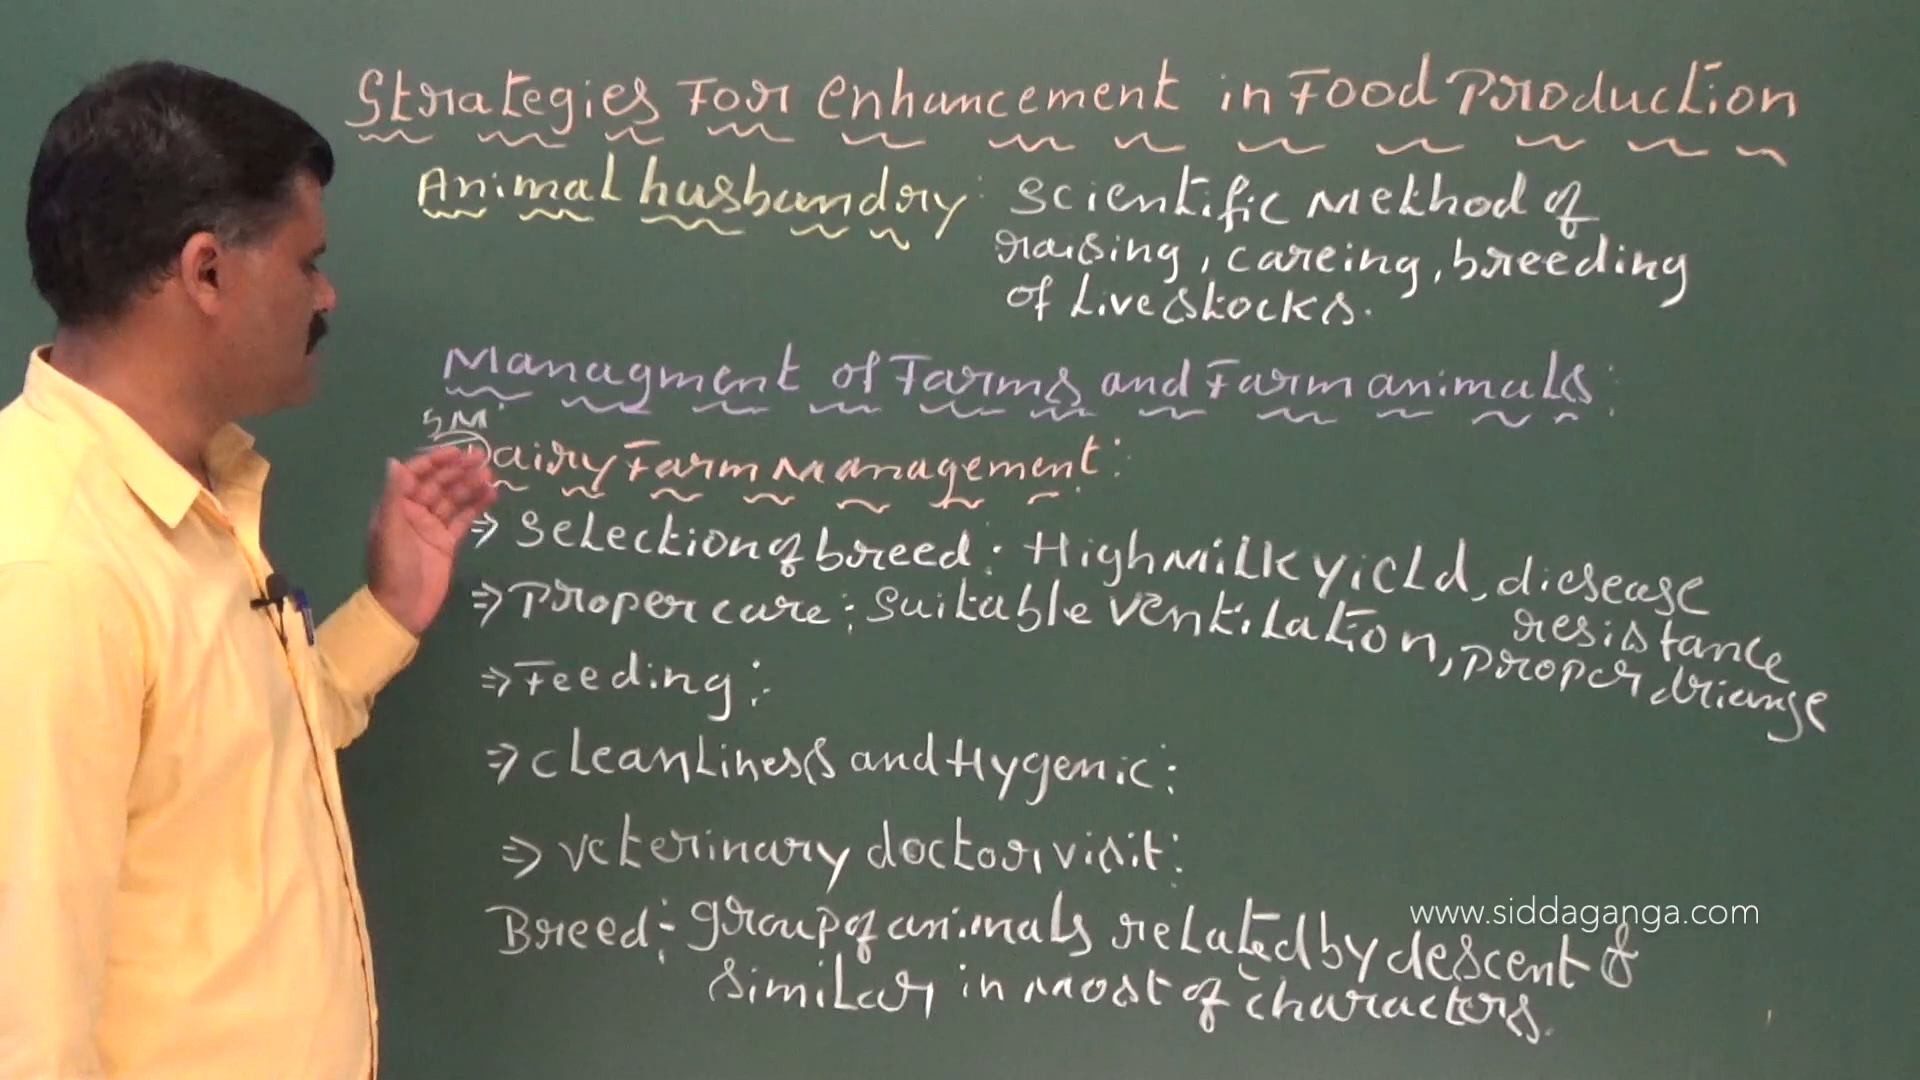 Strategies For Enhancement in Food Production
Animal husbandry: Scientific Method of
raising, careing, breeding
of Livestocks.
Managment of Farms and Farm animals:
5M
Dairy Farm Management:
⇒ Selection of breed: High Milk yield, diesease
resistance
⇒ Proper care: Suitable ventilation, proper driange
⇒ Feeding:
⇒ cleanliness and Hygenic:
⇒ veterinary doctor visit:
Breed:- group of animals related by descent &
similar in most of characters.
www.siddaganga.com